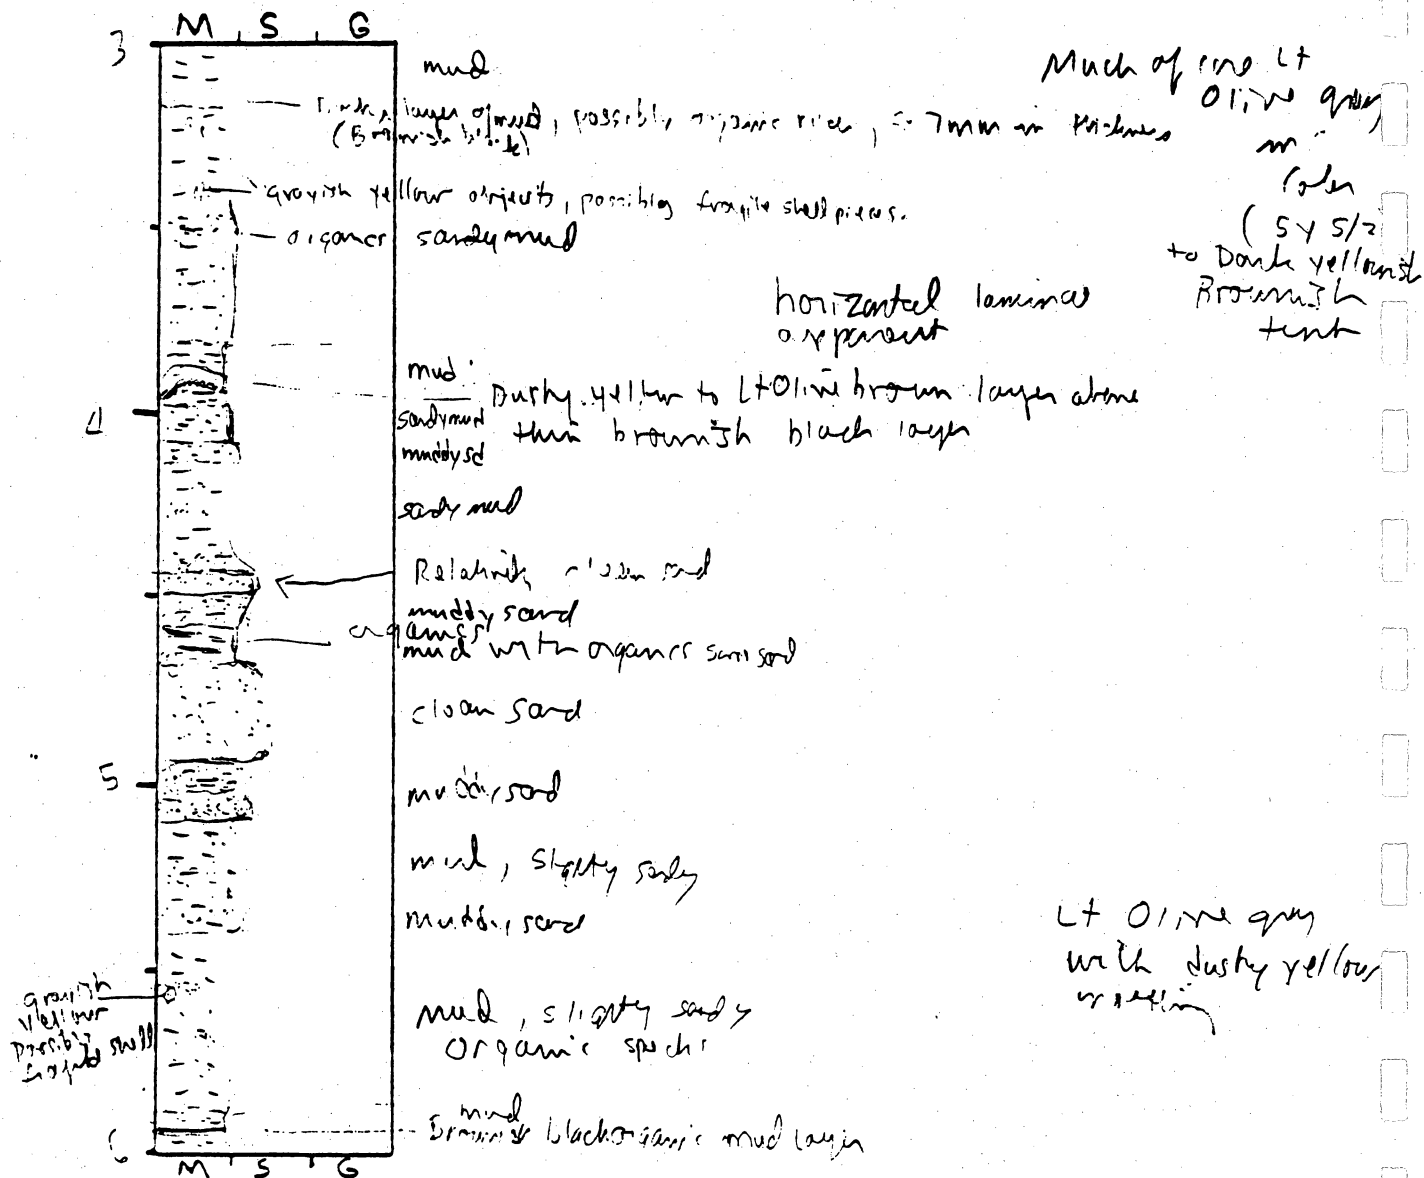 M S G
3
mud
Much of core Lt
Olive gray
in
Color
(5Y 5/2
to Dark yellowish
Brownish
tent
layer of mud, possibly organic rich, 7mm in thickness
(Brownish
grayish yellow objects, possibly fragile shell pieces.
organics sandy mud
horizontal laminae
apparent
mud
Dusky yellow to Lt Olive brown layer above
4
sandy mud
thin brownish black layer
muddy sd
sandy mud
Relatively clean sand
muddy sand
organics
mud with organics some sand
clean sand
5
muddy sand
mud, slightly sandy
muddy sand
Lt Olive gray
with dusky yellow
mottling
grayish
yellow
possibly
shell
mud, slightly sandy
organic specks
mud
Brownish black organic mud layer
6
M S G